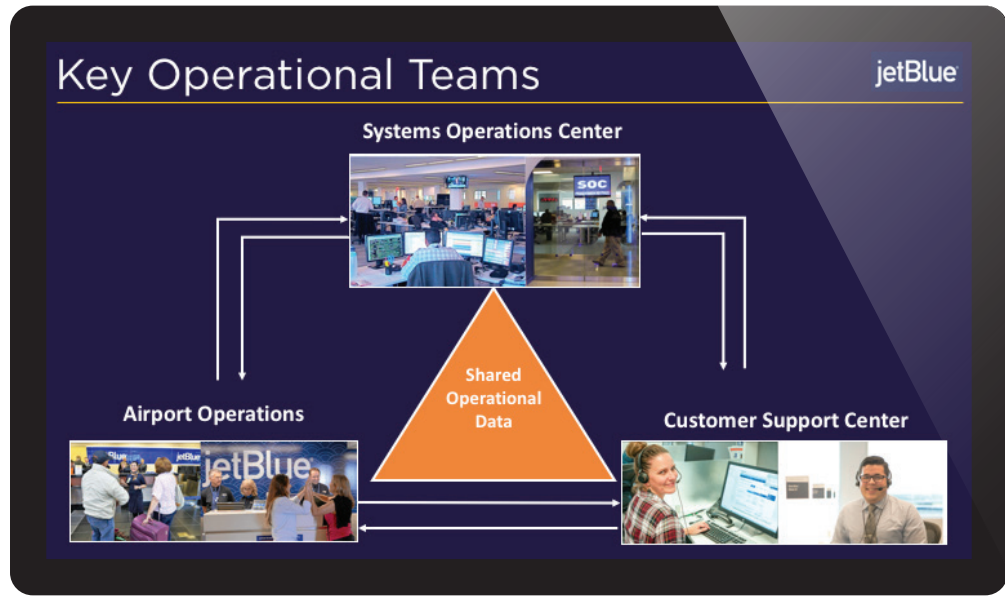 Key Operational Teams
jetBlue
Systems Operations Center
SOC
Shared
Operational
Data
Airport Operations
Customer Support Center
jetBlue
jetBlue